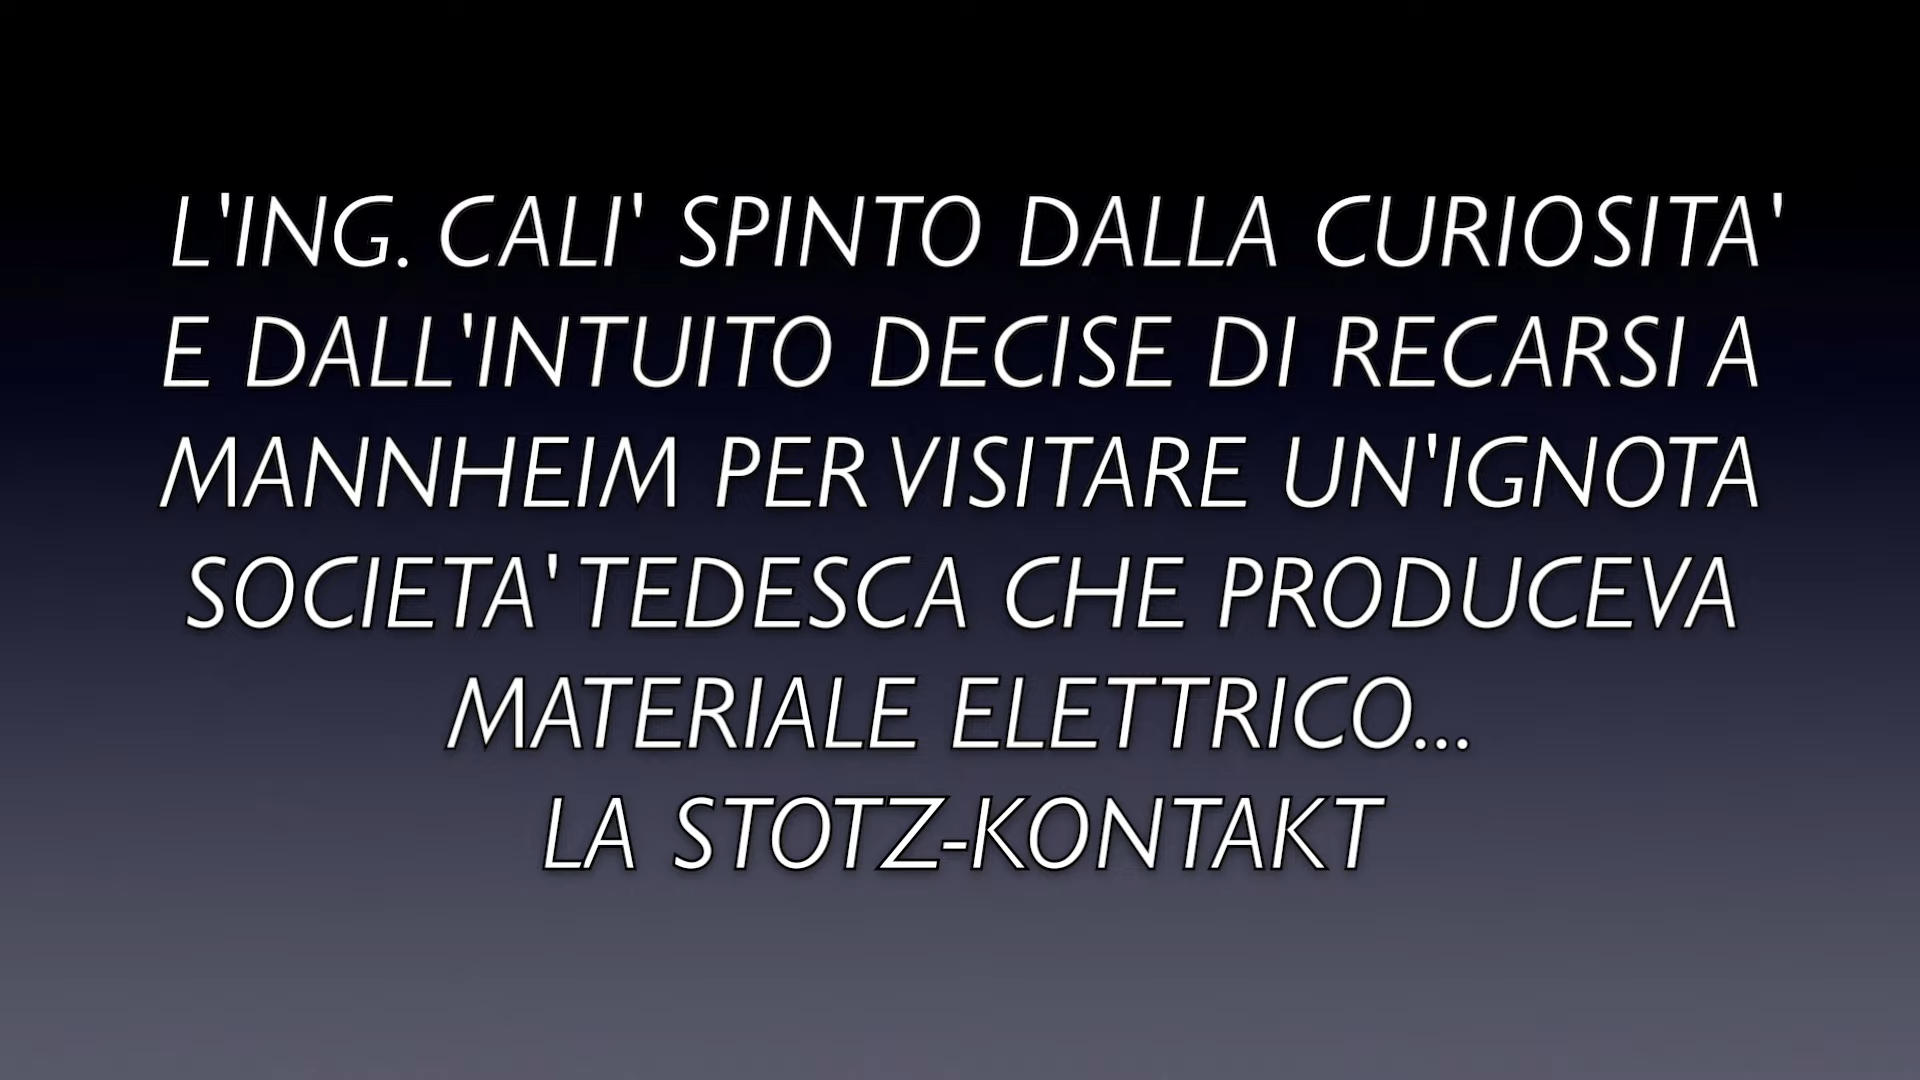 L'ING. CALI' SPINTO DALLA CURIOSITA'
E DALL'INTUITO DECISE DI RECARSI A
MANNHEIM PER VISITARE UN'IGNOTA
SOCIETA' TEDESCA CHE PRODUCEVA
MATERIALE ELETTRICO...
LA STOTZ-KONTAKT